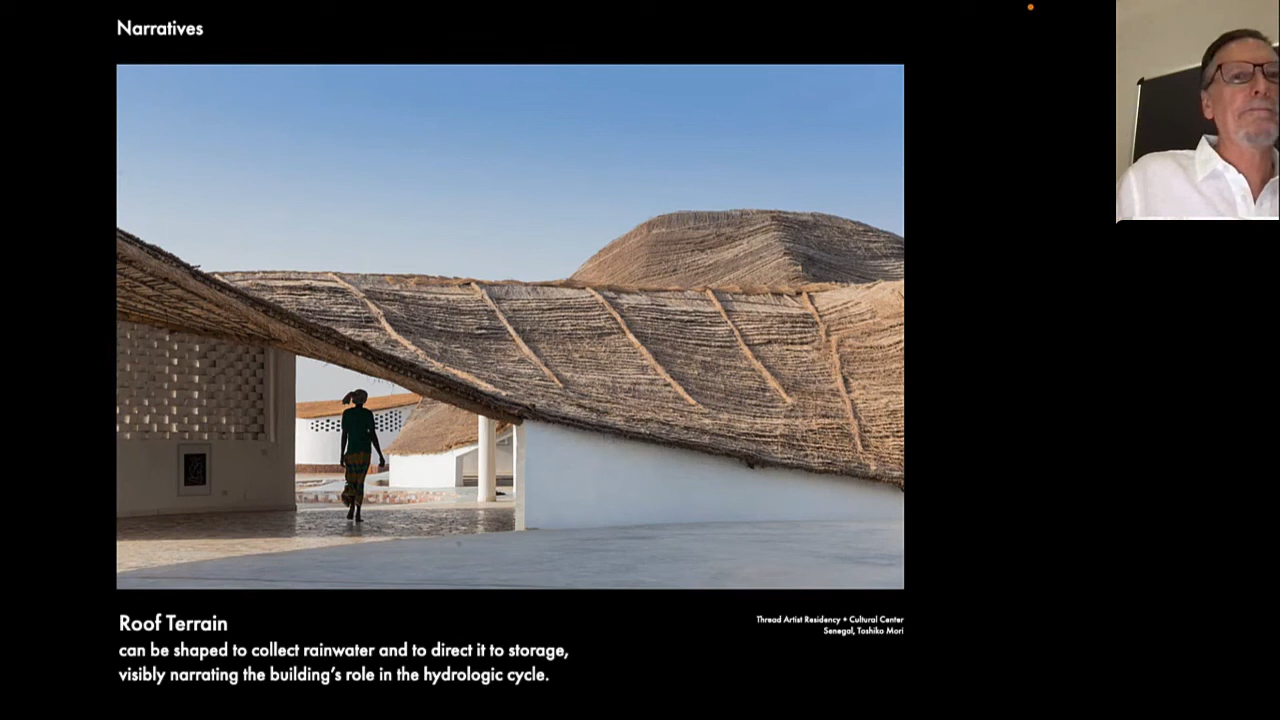 Narratives
Roof Terrain
can be shaped to collect rainwater and to direct it to storage,
visibly narrating the building's role in the hydrologic cycle.
Thread Artist Residency + Cultural Center
Senegal, Toshiko Mori